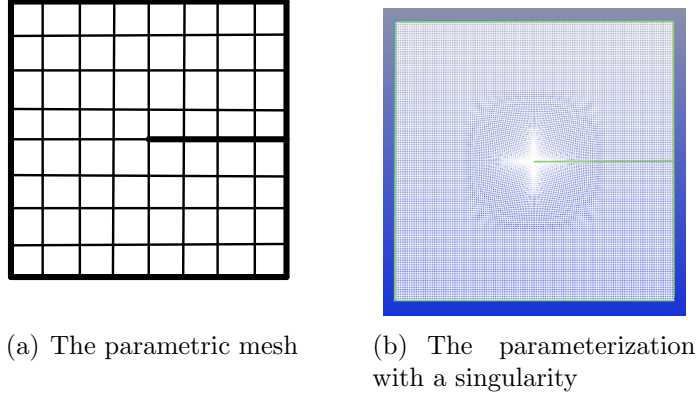 (a) The parametric mesh
(b) The parameterization
with a singularity